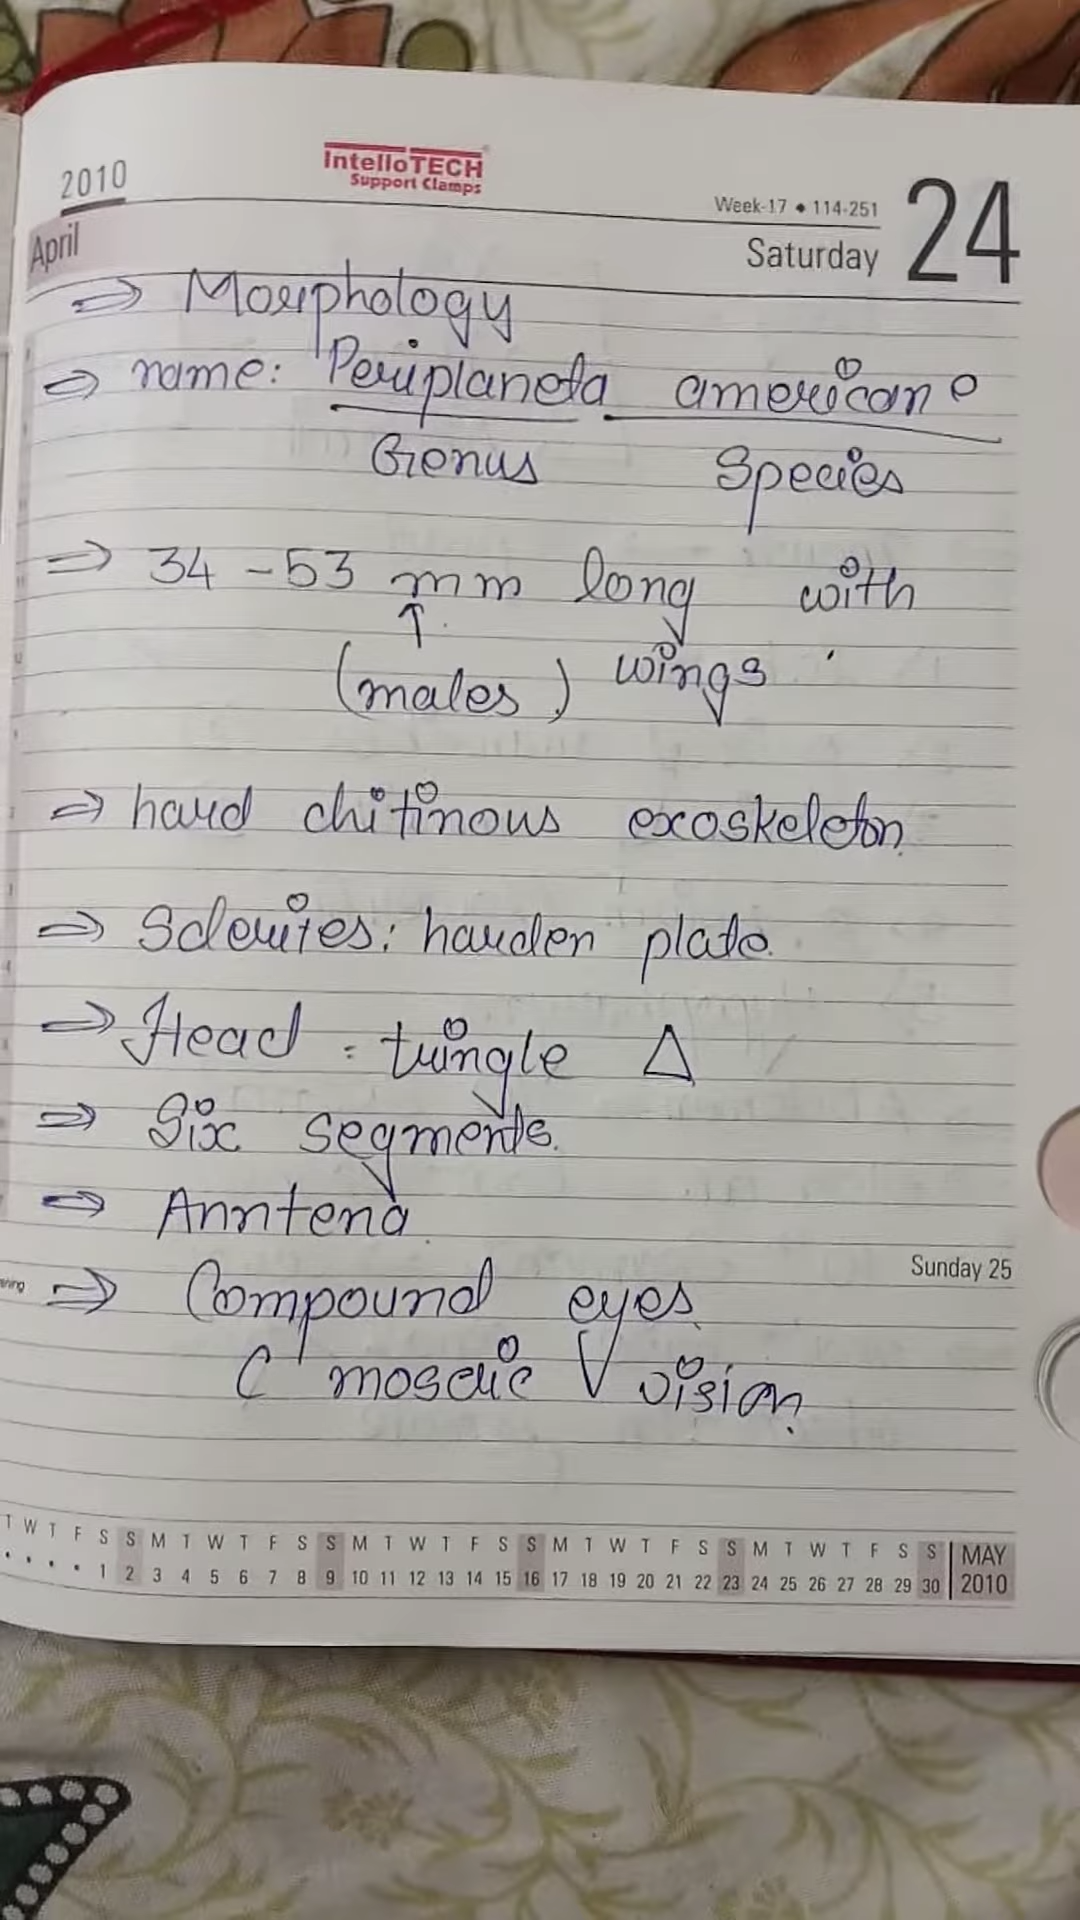 2010
IntelloTECH
Support Clamps
Week-17 • 114-251
24
April
Saturday
⇒ Morphology
⇒ name: Periplaneta american
Genus Species
⇒ 34-53 mm long with
↑
(males) wings
⇒ hard chitinous exoskeleton
⇒ Sclerites: harden plate
⇒ Head = tringle Δ
⇒ Six segments.
⇒ Anntena
Sunday 25
⇒ Compound eyes
( mosaic V vision
T W T F S S M T W T F S S M T W T F S S M T W T F S S M T W T F S S MAY
1 2 3 4 5 6 7 8 9 10 11 12 13 14 15 16 17 18 19 20 21 22 23 24 25 26 27 28 29 30 2010